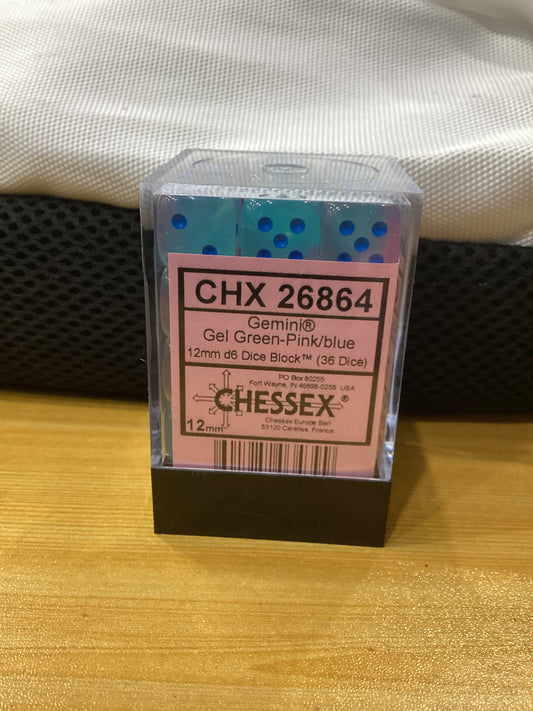 CHX 26864
Gemini®
Gel Green-Pink/blue
12mm d6 Dice Block™ (36 Dice)
PO Box 80255
Fort Wayne, IN 46898-0256 USA
CHESSEX®
Chessex Europe Sarl
53120 Carelles, France
12mm